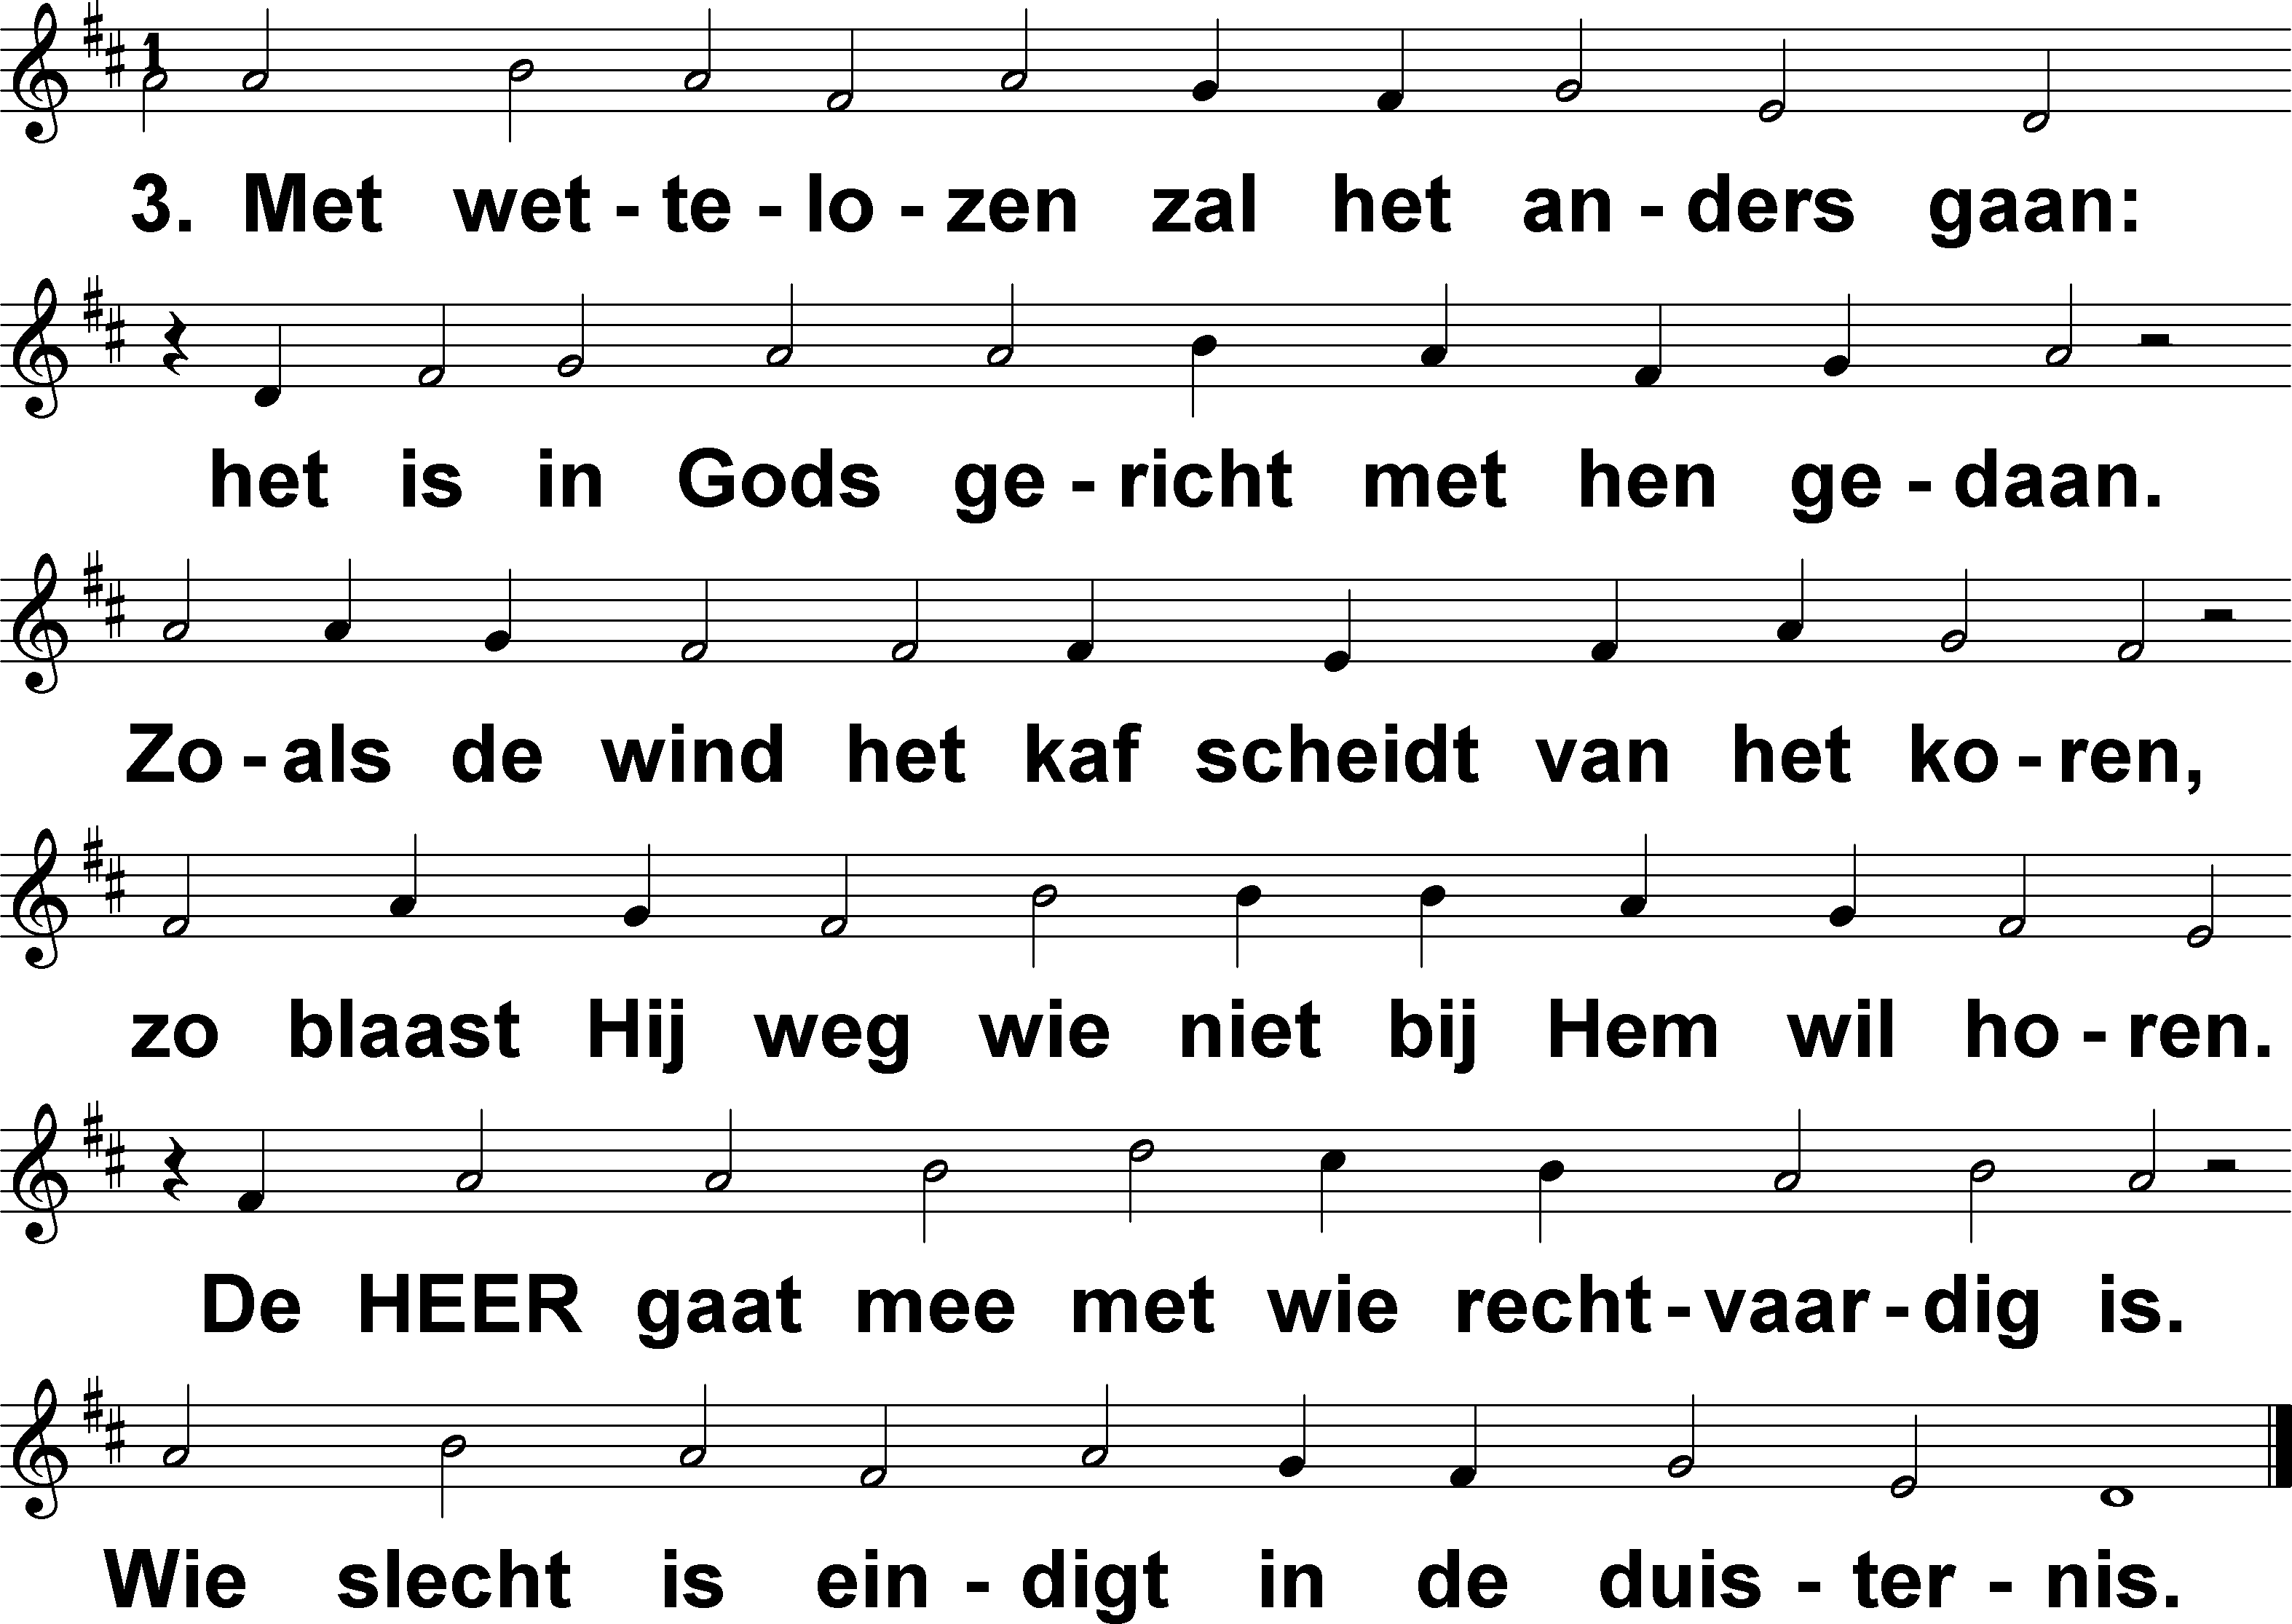 1
3. Met wet - te - lo - zen zal het an - ders gaan:
het is in Gods ge - richt met hen ge - daan.
Zo - als de wind het kaf scheidt van het ko - ren,
zo blaast Hij weg wie niet bij Hem wil ho - ren.
De HEER gaat mee met wie recht - vaar - dig is.
Wie slecht is ein - digt in de duis - ter - nis.